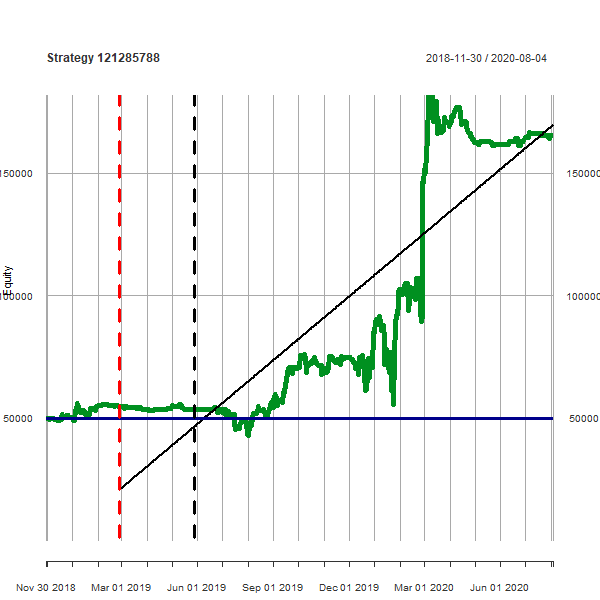 Strategy 121285788
2018-11-30 / 2020-08-04
150000
150000
Equity
100000
100000
50000
50000
Nov 30 2018
Mar 01 2019
Jun 01 2019
Sep 01 2019
Dec 01 2019
Mar 01 2020
Jun 01 2020